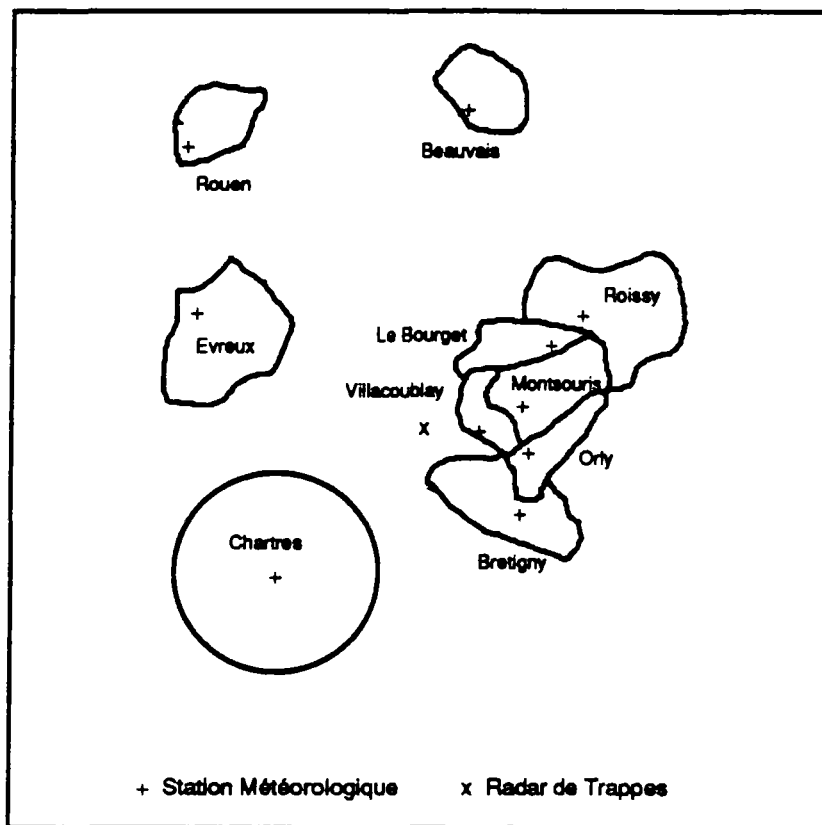 Beauvais
Rouen
Roissy
Le Bourget
Evreux
Villacoublay
Montsouris
x
Orly
Chartres
Bretigny
+ Station Météorologique
x Radar de Trappes